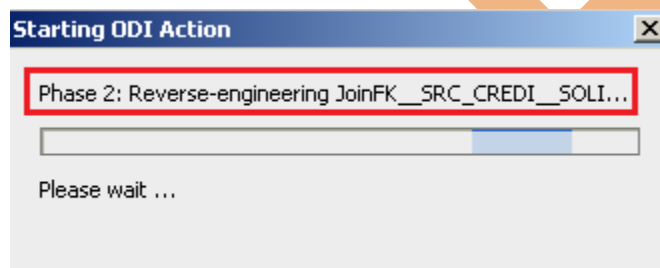 Starting ODI Action
Phase 2: Reverse-engineering JoinFK__SRC_CREDI__SOLI...
Please wait ...